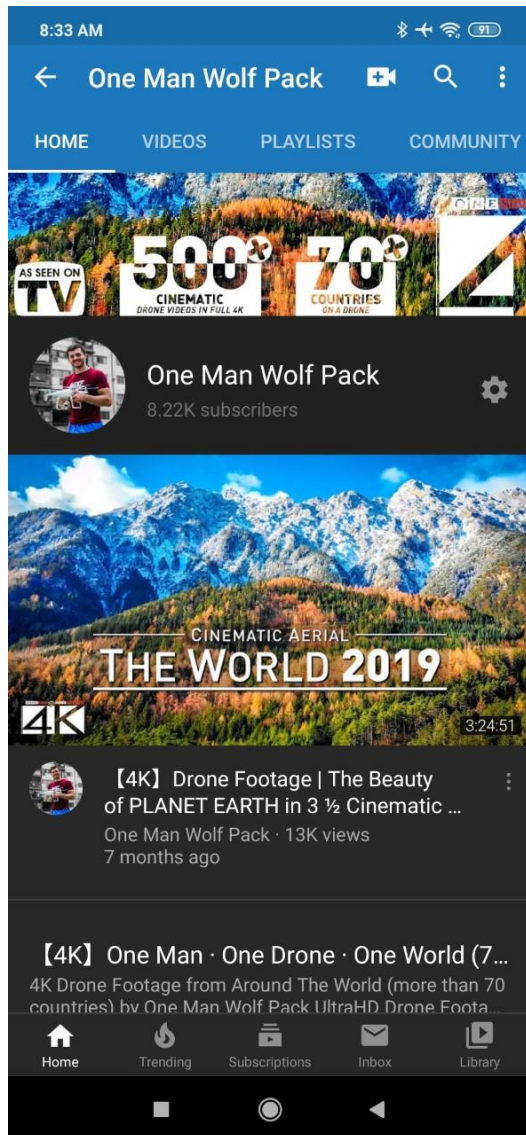 8:33 AM
91
One Man Wolf Pack
HOME VIDEOS PLAYLISTS COMMUNITY
AS SEEN ON
TV
500
CINEMATIC
DRONE VIDEOS IN FULL 4K
70
COUNTRIES
ON A DRONE
ONE
One Man Wolf Pack
8.22K subscribers
CINEMATIC AERIAL
THE WORLD 2019
4K
3:24:51
【4K】 Drone Footage | The Beauty
of PLANET EARTH in 3 ½ Cinematic ...
One Man Wolf Pack · 13K views
7 months ago
【4K】 One Man · One Drone · One World (7...
4K Drone Footage from Around The World (more than 70
countries) by One Man Wolf Pack UltraHD Drone Foota...
Home Trending Subscriptions Inbox Library